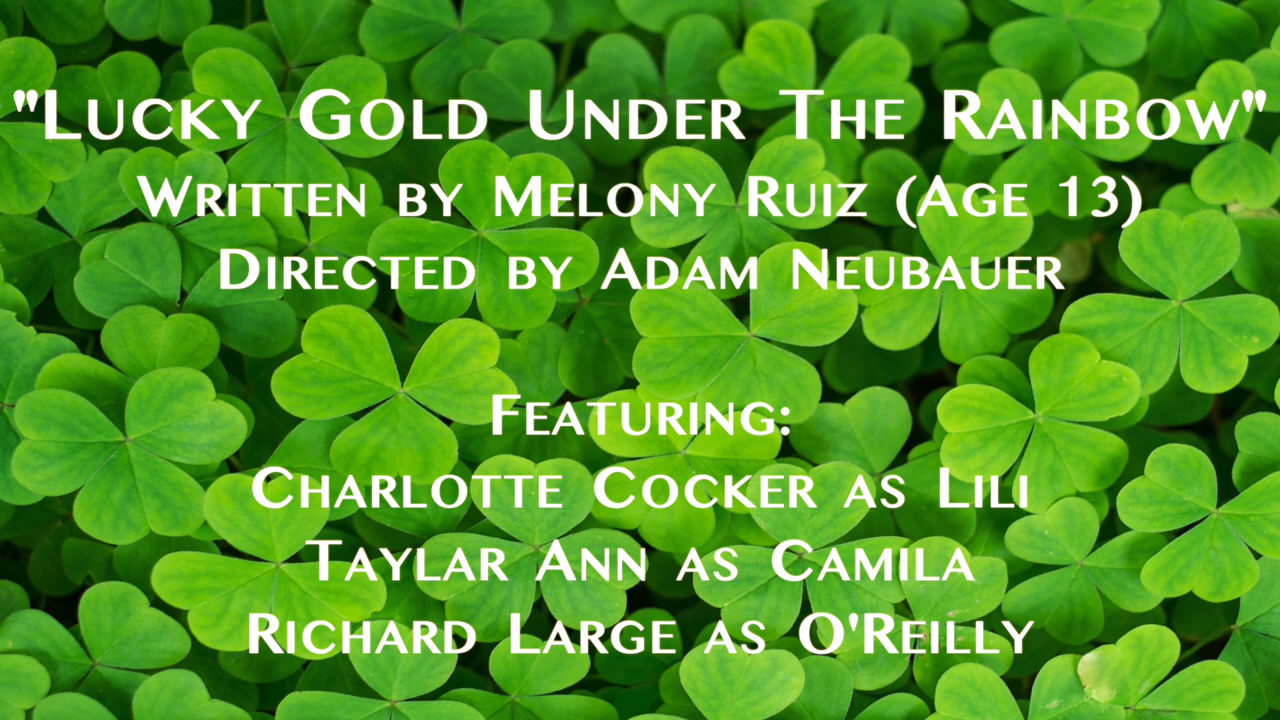 "Lucky Gold Under The Rainbow"
Written by Melony Ruiz (Age 13)
Directed by Adam Neubauer
Featuring:
Charlotte Cocker as Lili
Taylar Ann as Camila
Richard Large as O'Reilly